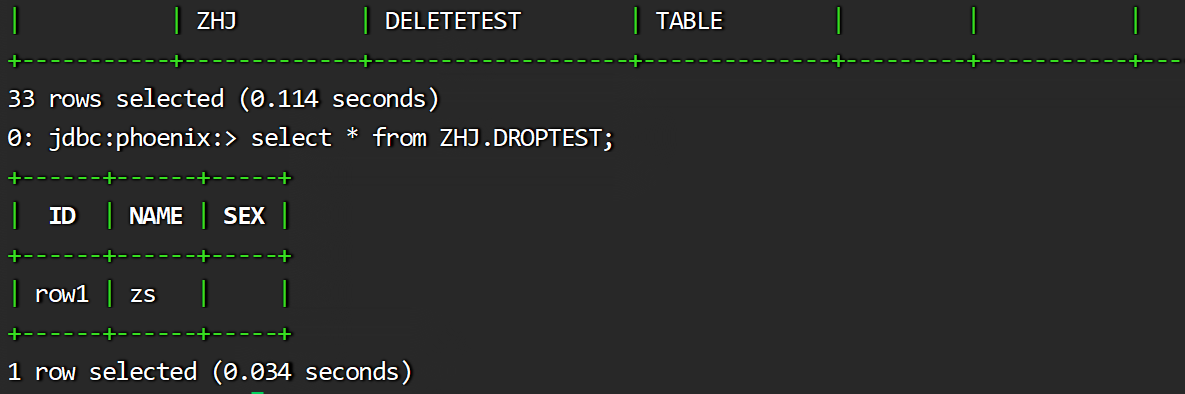 |           | ZHJ         | DELETETEST        | TABLE        |         |           |
+-----------+-------------+-------------------+--------------+---------+-----------+---
33 rows selected (0.114 seconds)
0: jdbc:phoenix:> select * from ZHJ.DROPTEST;
+------+------+-----+
|  ID  | NAME | SEX |
+------+------+-----+
| row1 | zs   |     |
+------+------+-----+
1 row selected (0.034 seconds)